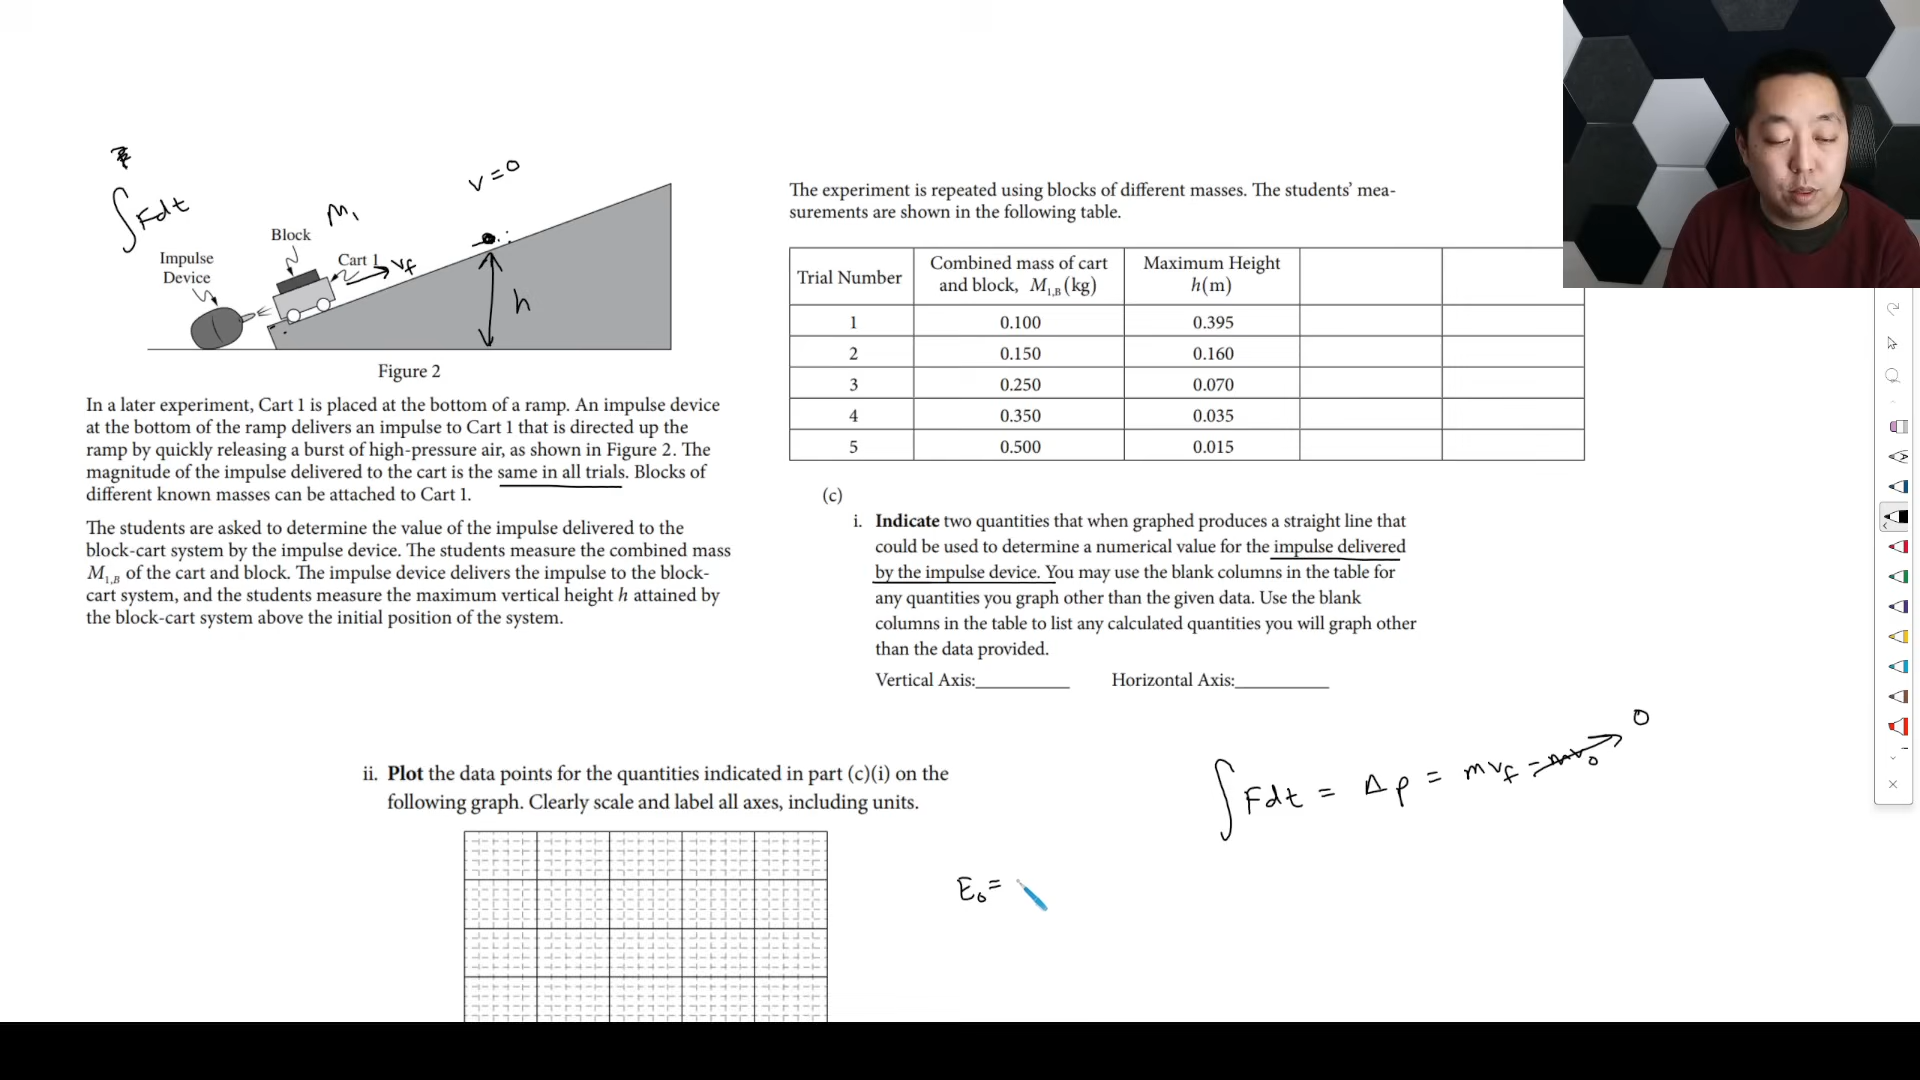 ∫Fdt
M₁
v=0
Block
Cart 1
vf
Impulse
Device
h
Figure 2
In a later experiment, Cart 1 is placed at the bottom of a ramp. An impulse device
at the bottom of the ramp delivers an impulse to Cart 1 that is directed up the
ramp by quickly releasing a burst of high-pressure air, as shown in Figure 2. The
magnitude of the impulse delivered to the cart is the same in all trials. Blocks of
different known masses can be attached to Cart 1.
The students are asked to determine the value of the impulse delivered to the
block-cart system by the impulse device. The students measure the combined mass
M1,B of the cart and block. The impulse device delivers the impulse to the block-
cart system, and the students measure the maximum vertical height h attained by
the block-cart system above the initial position of the system.
The experiment is repeated using blocks of different masses. The students’ mea-
surements are shown in the following table.
Trial Number
Combined mass of cart
and block, M1,B (kg)
Maximum Height
h(m)
1 0.100 0.395
2 0.150 0.160
3 0.250 0.070
4 0.350 0.035
5 0.500 0.015
(c)
i. Indicate two quantities that when graphed produces a straight line that
could be used to determine a numerical value for the impulse delivered
by the impulse device. You may use the blank columns in the table for
any quantities you graph other than the given data. Use the blank
columns in the table to list any calculated quantities you will graph other
than the data provided.
Vertical Axis:__________ Horizontal Axis:__________
ii. Plot the data points for the quantities indicated in part (c)(i) on the
following graph. Clearly scale and label all axes, including units.
∫Fdt = Δp = mvf - mv₀ 0
E₀ =